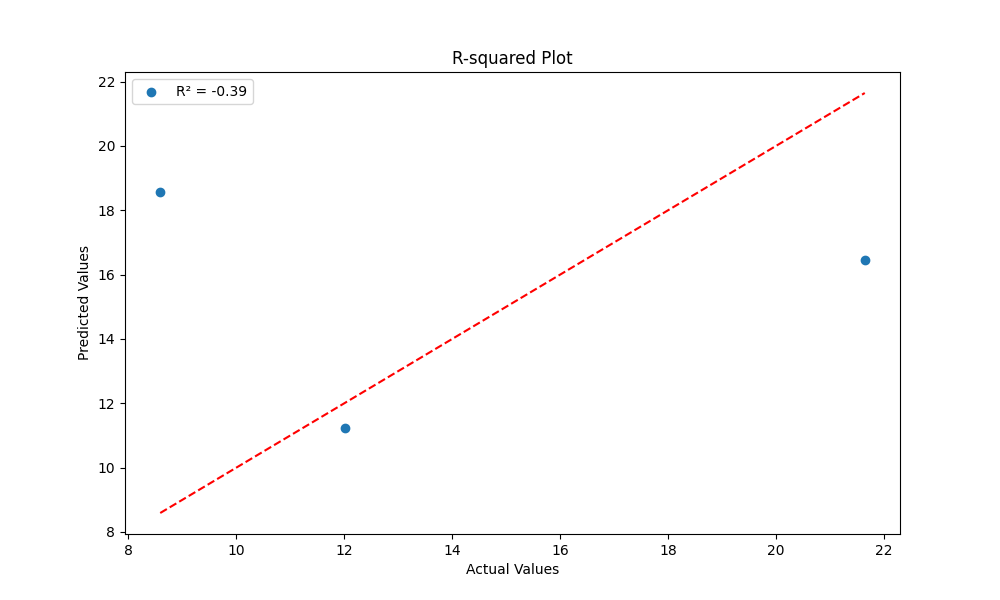 R-squared Plot
R² = -0.39
Predicted Values
22
20
18
16
14
12
10
8
8 10 12 14 16 18 20 22
Actual Values